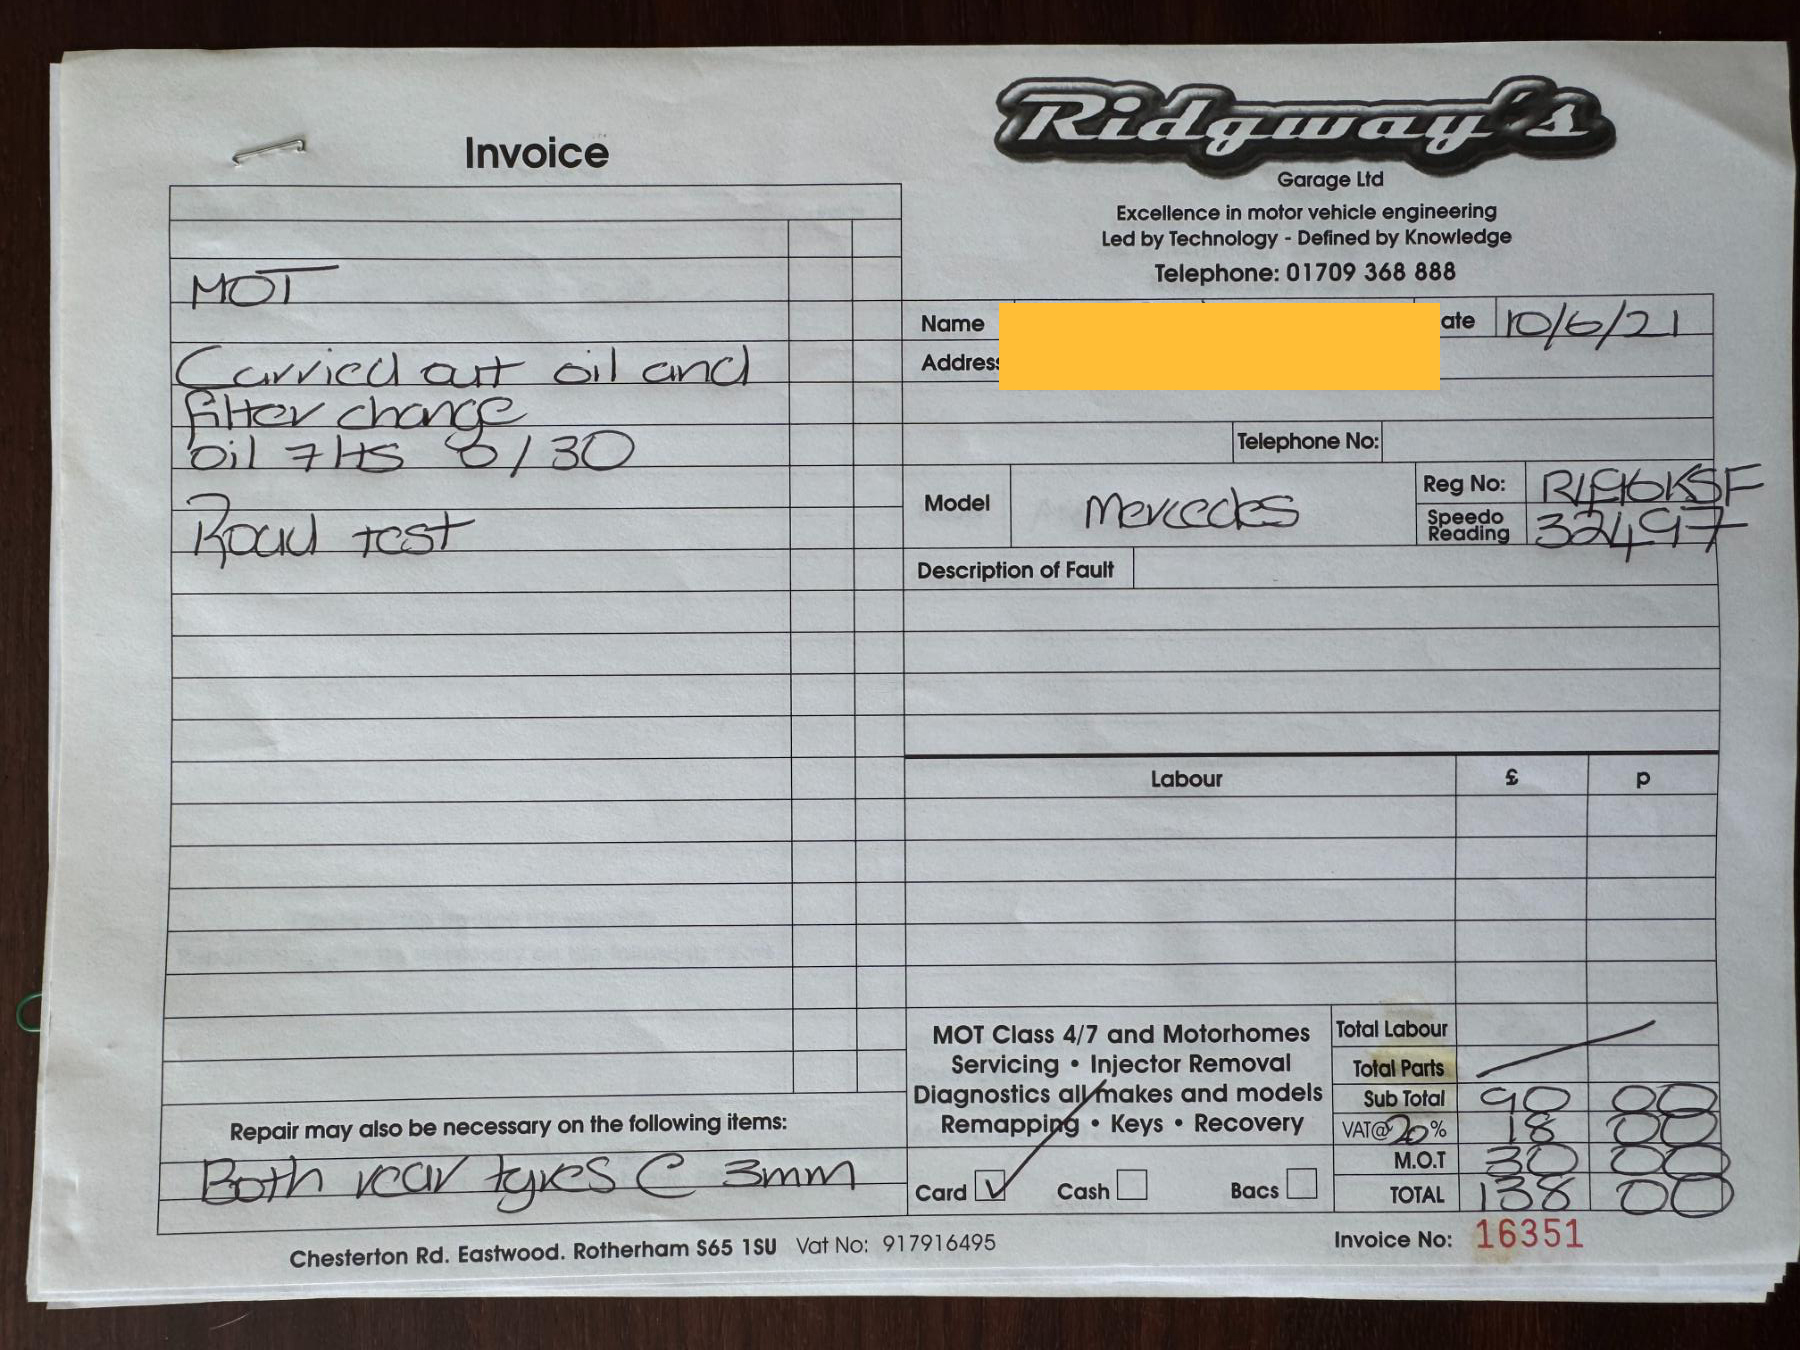 Invoice
MOT
Carried out oil and
filter change
oil 7 lts 0/30
Road test
Repair may also be necessary on the following items:
Both rear tyres @ 3mm
Ridgway's
Garage Ltd
Excellence in motor vehicle engineering
Led by Technology - Defined by Knowledge
Telephone: 01709 368 888
Name
ate 10/6/21
Address
Telephone No:
Model Mercedes
Reg No:
Speedo Reading 32497
Description of Fault
Labour £ p
MOT Class 4/7 and Motorhomes
Servicing • Injector Removal
Diagnostics all makes and models
Remapping • Keys • Recovery
Card Cash Bacs
Total Labour
Total Parts
Sub Total 90 00
VAT@20% 18 00
M.O.T 30 00
TOTAL 138 00
Chesterton Rd. Eastwood. Rotherham S65 1SU Vat No: 917916495
Invoice No: 16351